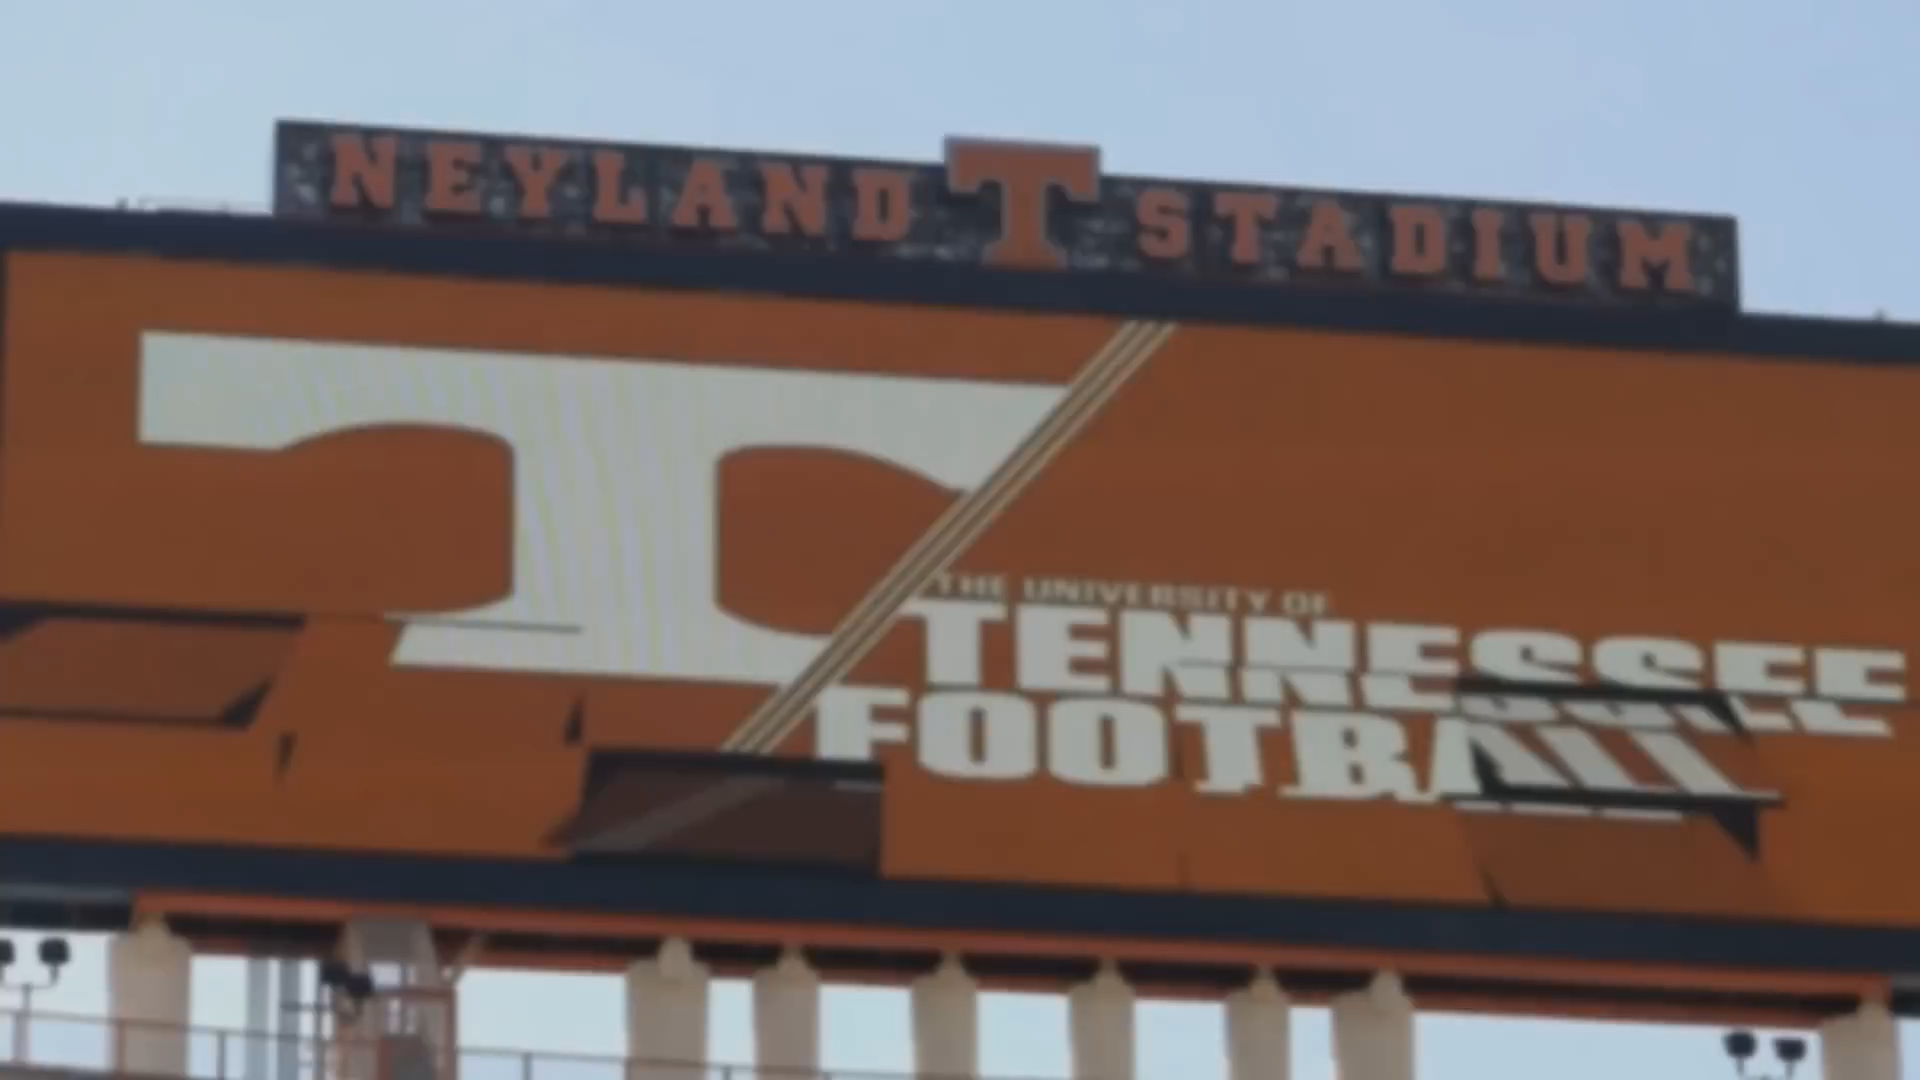 NEYLAND T STADIUM
T
THE UNIVERSITY OF
TENNESSEE
FOOTBALL